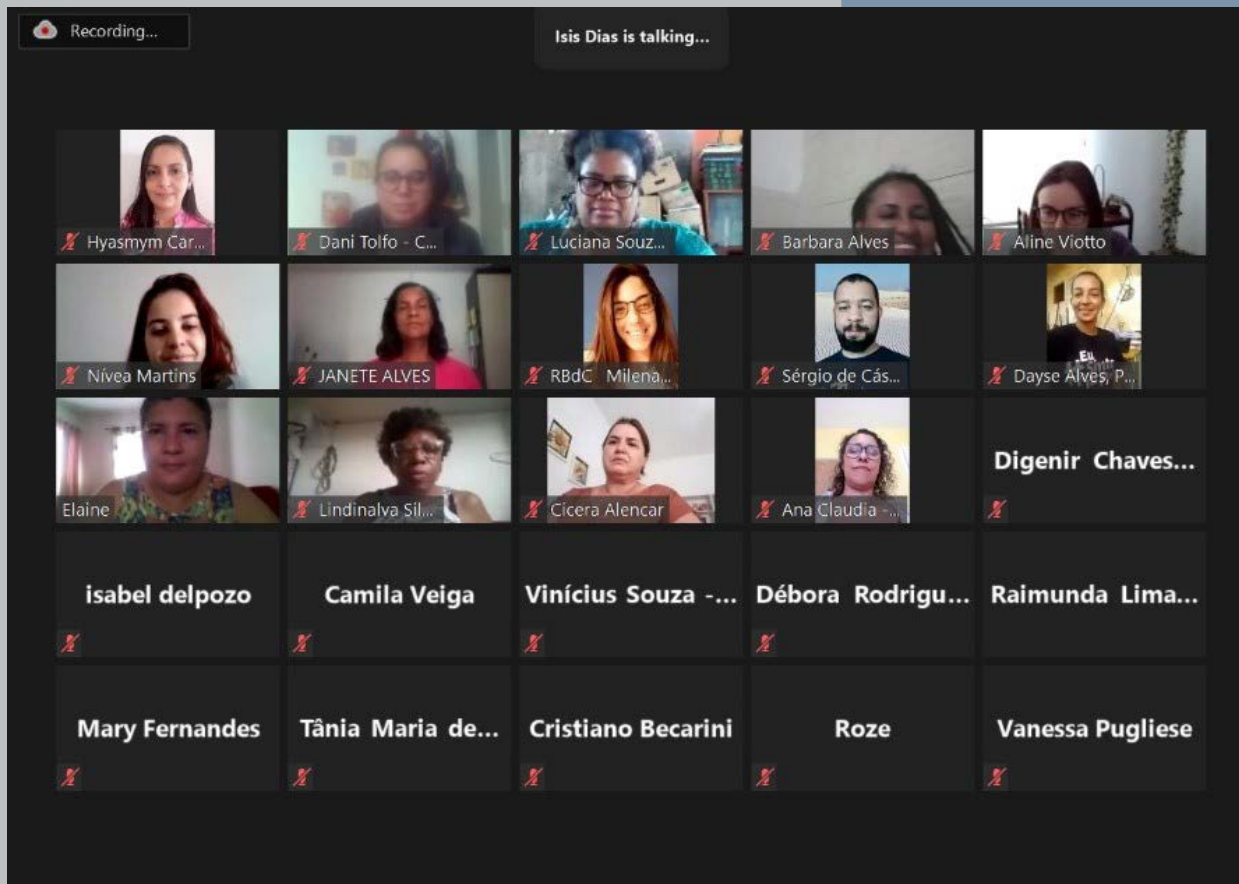 Recording...
Isis Dias is talking...
Hyasmym Car...
Dani Tolfo - C...
Luciana Souz...
Barbara Alves
Aline Viotto
Nívea Martins
JANETE ALVES
RBdC Milena...
Sérgio de Cás...
Eu,
Dayse Alves, P...
Elaine
Lindinalva Sil...
Cicera Alencar
Ana Claudia -...
Digenir Chaves...
isabel delpozo
Camila Veiga
Vinícius Souza -...
Débora Rodrigu...
Raimunda Lima...
Mary Fernandes
Tânia Maria de...
Cristiano Becarini
Roze
Vanessa Pugliese